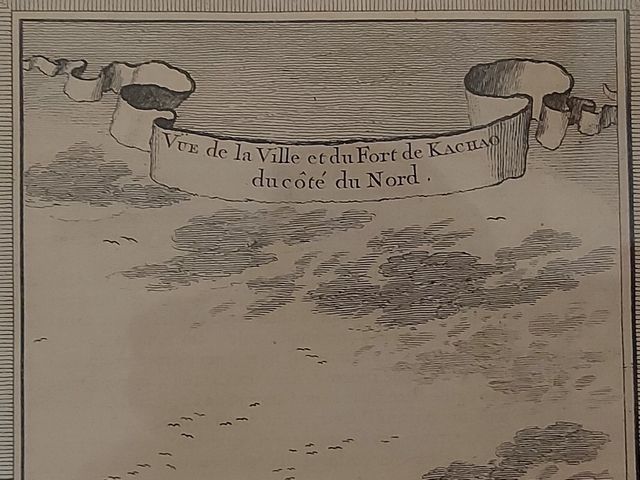 VUE de la Ville et du Fort de KACHAO
du côté du Nord.